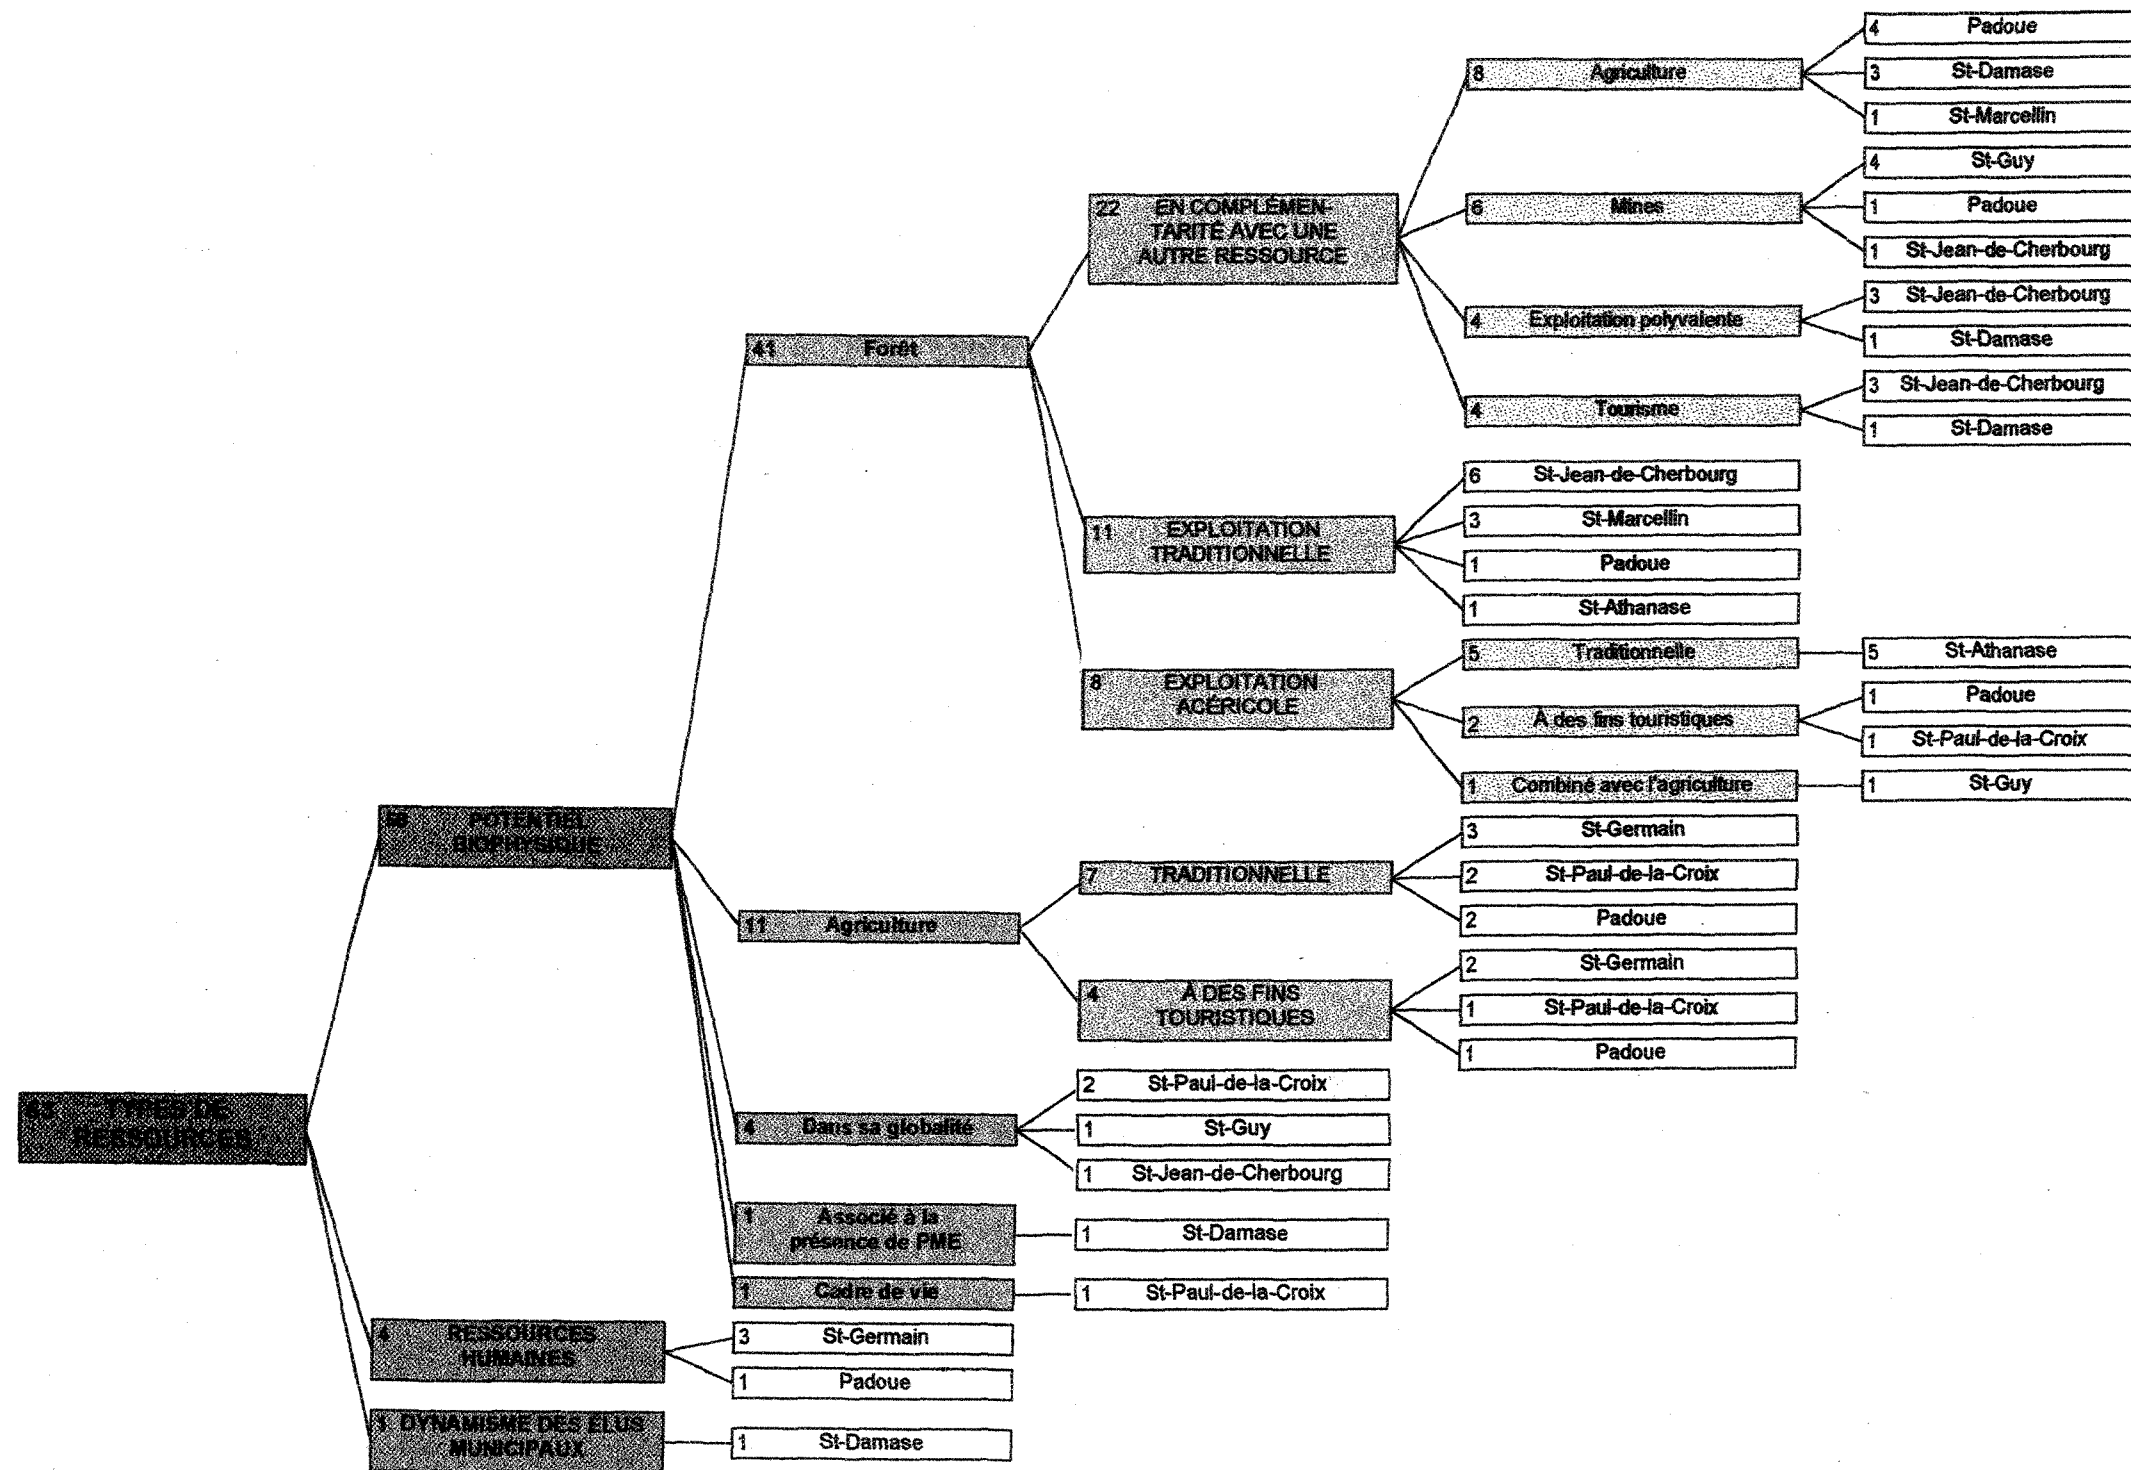 63 TYPES DE
RESSOURCES
58 POTENTIEL
BIOPHYSIQUE
41 Forêt
22 EN COMPLÉMEN-
TARITÉ AVEC UNE
AUTRE RESSOURCE
8 Agriculture
4 Padoue
3 St-Damase
1 St-Marcellin
6 Mines
4 St-Guy
1 Padoue
1 St-Jean-de-Cherbourg
4 Exploitation polyvalente
3 St-Jean-de-Cherbourg
1 St-Damase
4 Tourisme
3 St-Jean-de-Cherbourg
1 St-Damase
11 EXPLOITATION
TRADITIONNELLE
6 St-Jean-de-Cherbourg
3 St-Marcellin
1 Padoue
1 St-Athanase
8 EXPLOITATION
ACÉRICOLE
5 Traditionnelle
5 St-Athanase
2 À des fins touristiques
1 Padoue
1 St-Paul-de-la-Croix
1 Combiné avec l'agriculture
1 St-Guy
11 Agriculture
7 TRADITIONNELLE
3 St-Germain
2 St-Paul-de-la-Croix
2 Padoue
4 À DES FINS
TOURISTIQUES
2 St-Germain
1 St-Paul-de-la-Croix
1 Padoue
4 Dans sa globalité
2 St-Paul-de-la-Croix
1 St-Guy
1 St-Jean-de-Cherbourg
1 Associé à la
présence de PME
1 St-Damase
1 Cadre de vie
1 St-Paul-de-la-Croix
4 RESSOURCES
HUMAINES
3 St-Germain
1 Padoue
1 DYNAMISME DES ÉLUS
MUNICIPAUX
1 St-Damase